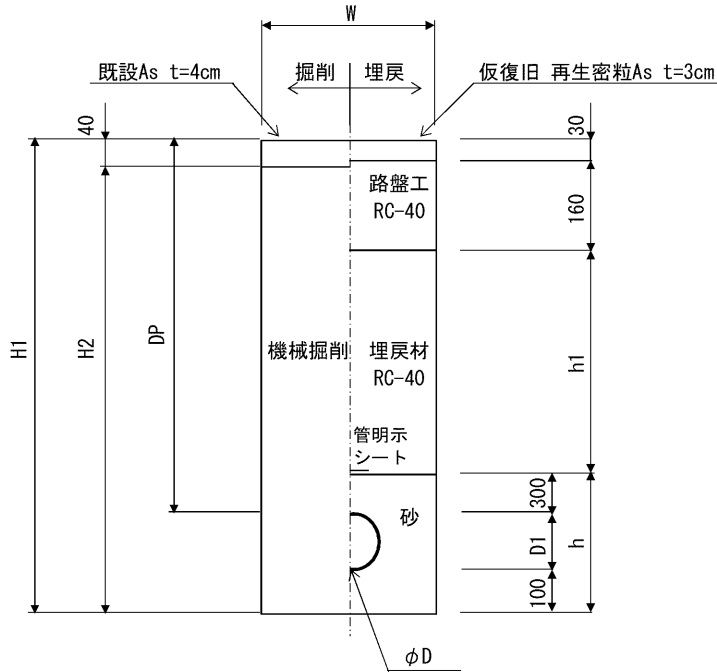 W
既設As t=4cm
掘削
埋戻
仮復旧 再生密粒As t=3cm
40
30
路盤工
RC-40
160
H1
H2
DP
機械掘削
埋戻材
RC-40
h1
管明示
シート
砂
300
D1
100
h
φD